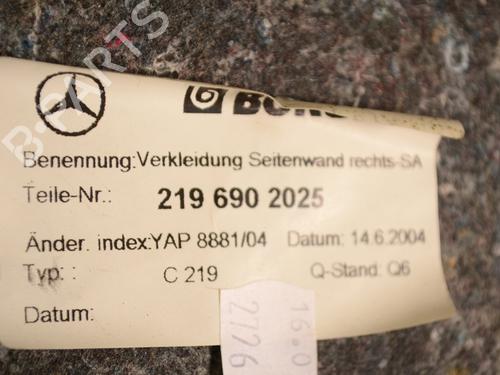 B-PARTS
Benennung:Verkleidung Seitenwand rechts-SA
Teile-Nr.: 219 690 2025
Änder. index:YAP 8881/04 Datum: 14.6.2004
Typ: : C 219 Q-Stand: Q6
Datum:
16.0
2726